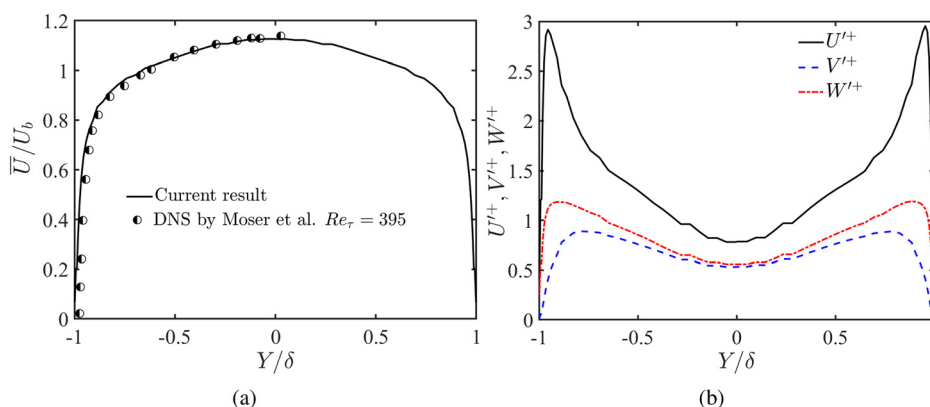 1.2
1
0.8
0.6
0.4
0.2
0
-1
-0.5
0
0.5
1
U̅/U_b
Y/δ
Current result
DNS by Moser et al. Re_τ = 395
(a)
3
2.5
2
1.5
1
0.5
0
-1
-0.5
0
0.5
U'+, V'+, W'+
Y/δ
U'+
V'+
W'+
(b)